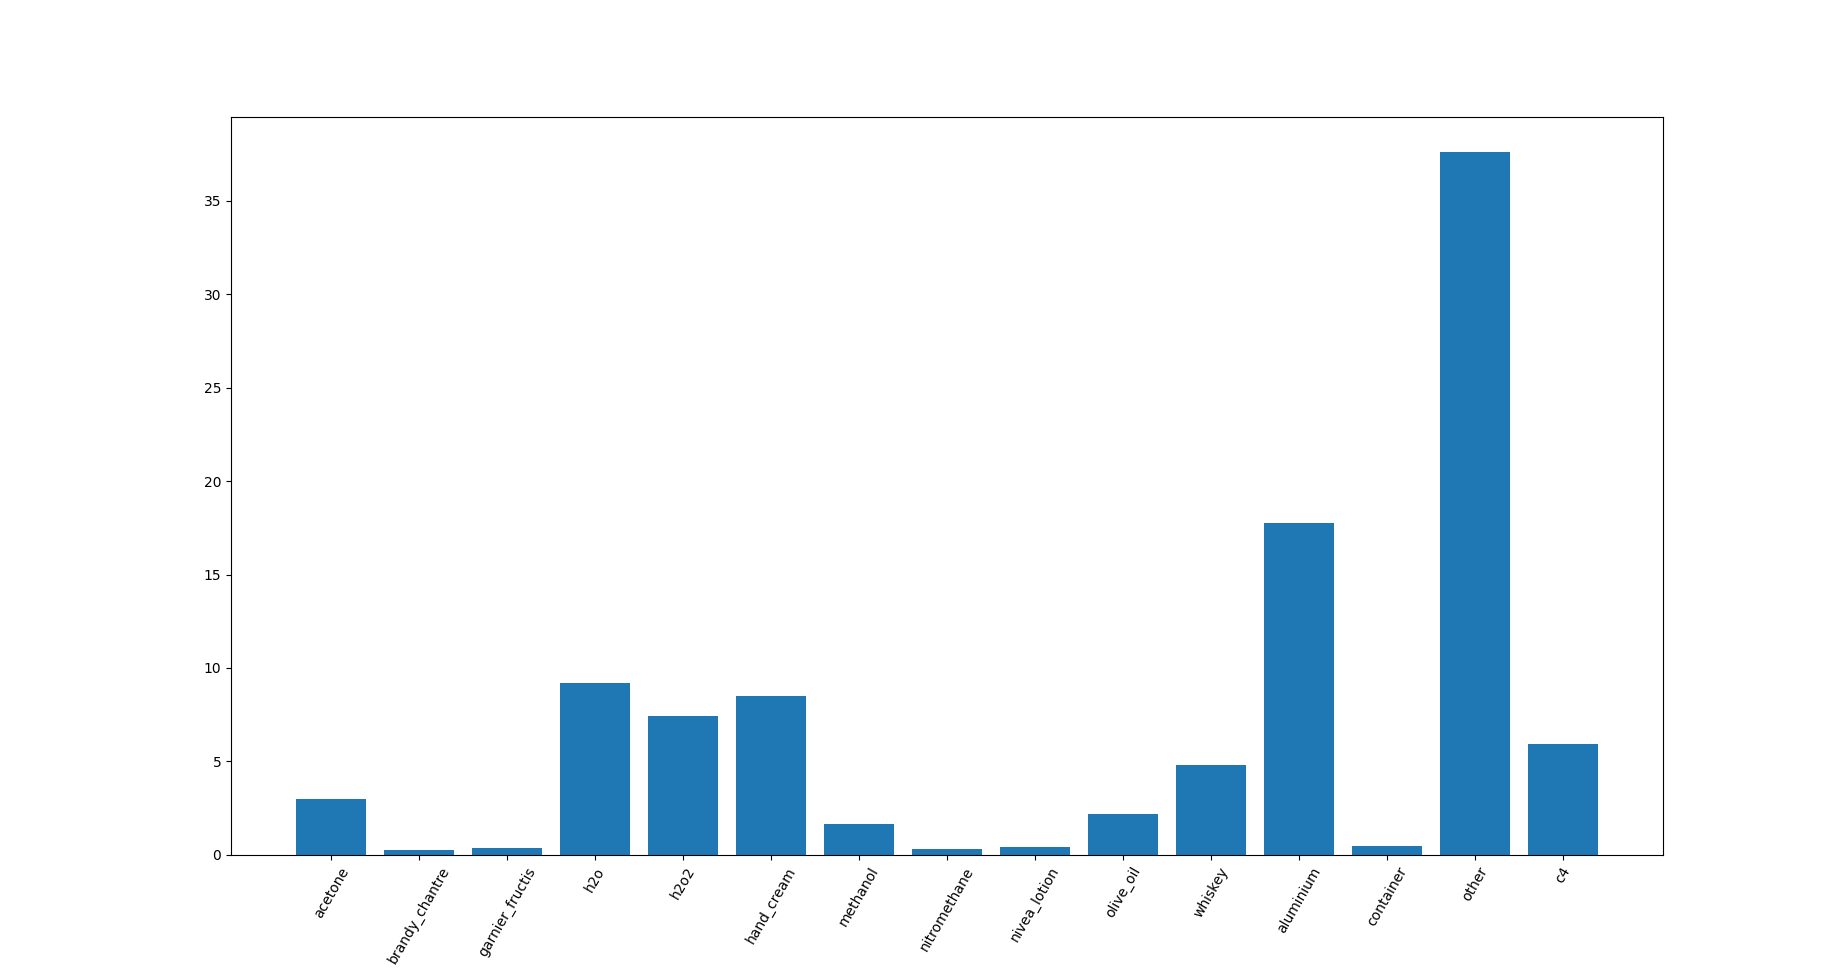 35
30
25
20
15
10
5
0
acetone
brandy_chantre
garnier_fructis
h2o
h2o2
hand_cream
methanol
nitromethane
nivea_lotion
olive_oil
whiskey
aluminium
container
other
c4